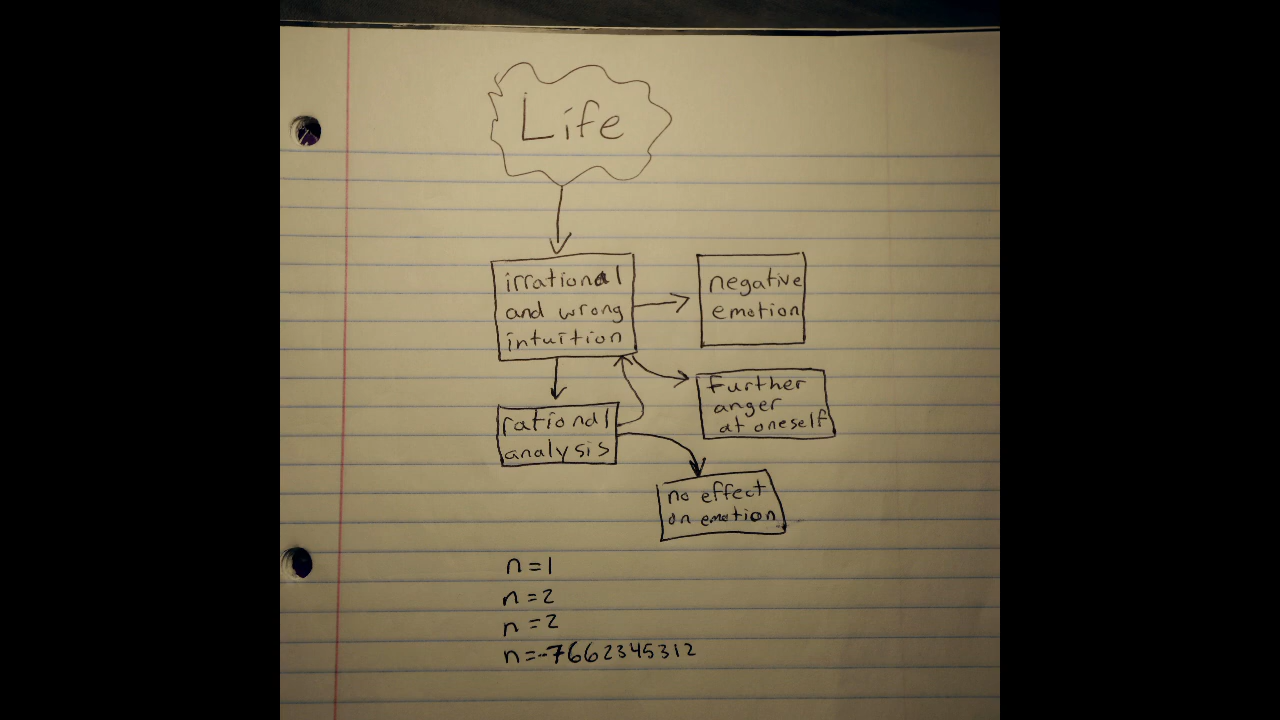 Life
irrational
and wrong
intuition
negative
emotion
further
anger
at oneself
rational
analysis
no effect
on emotion
n=1
n=2
n=2
n=-7662345312